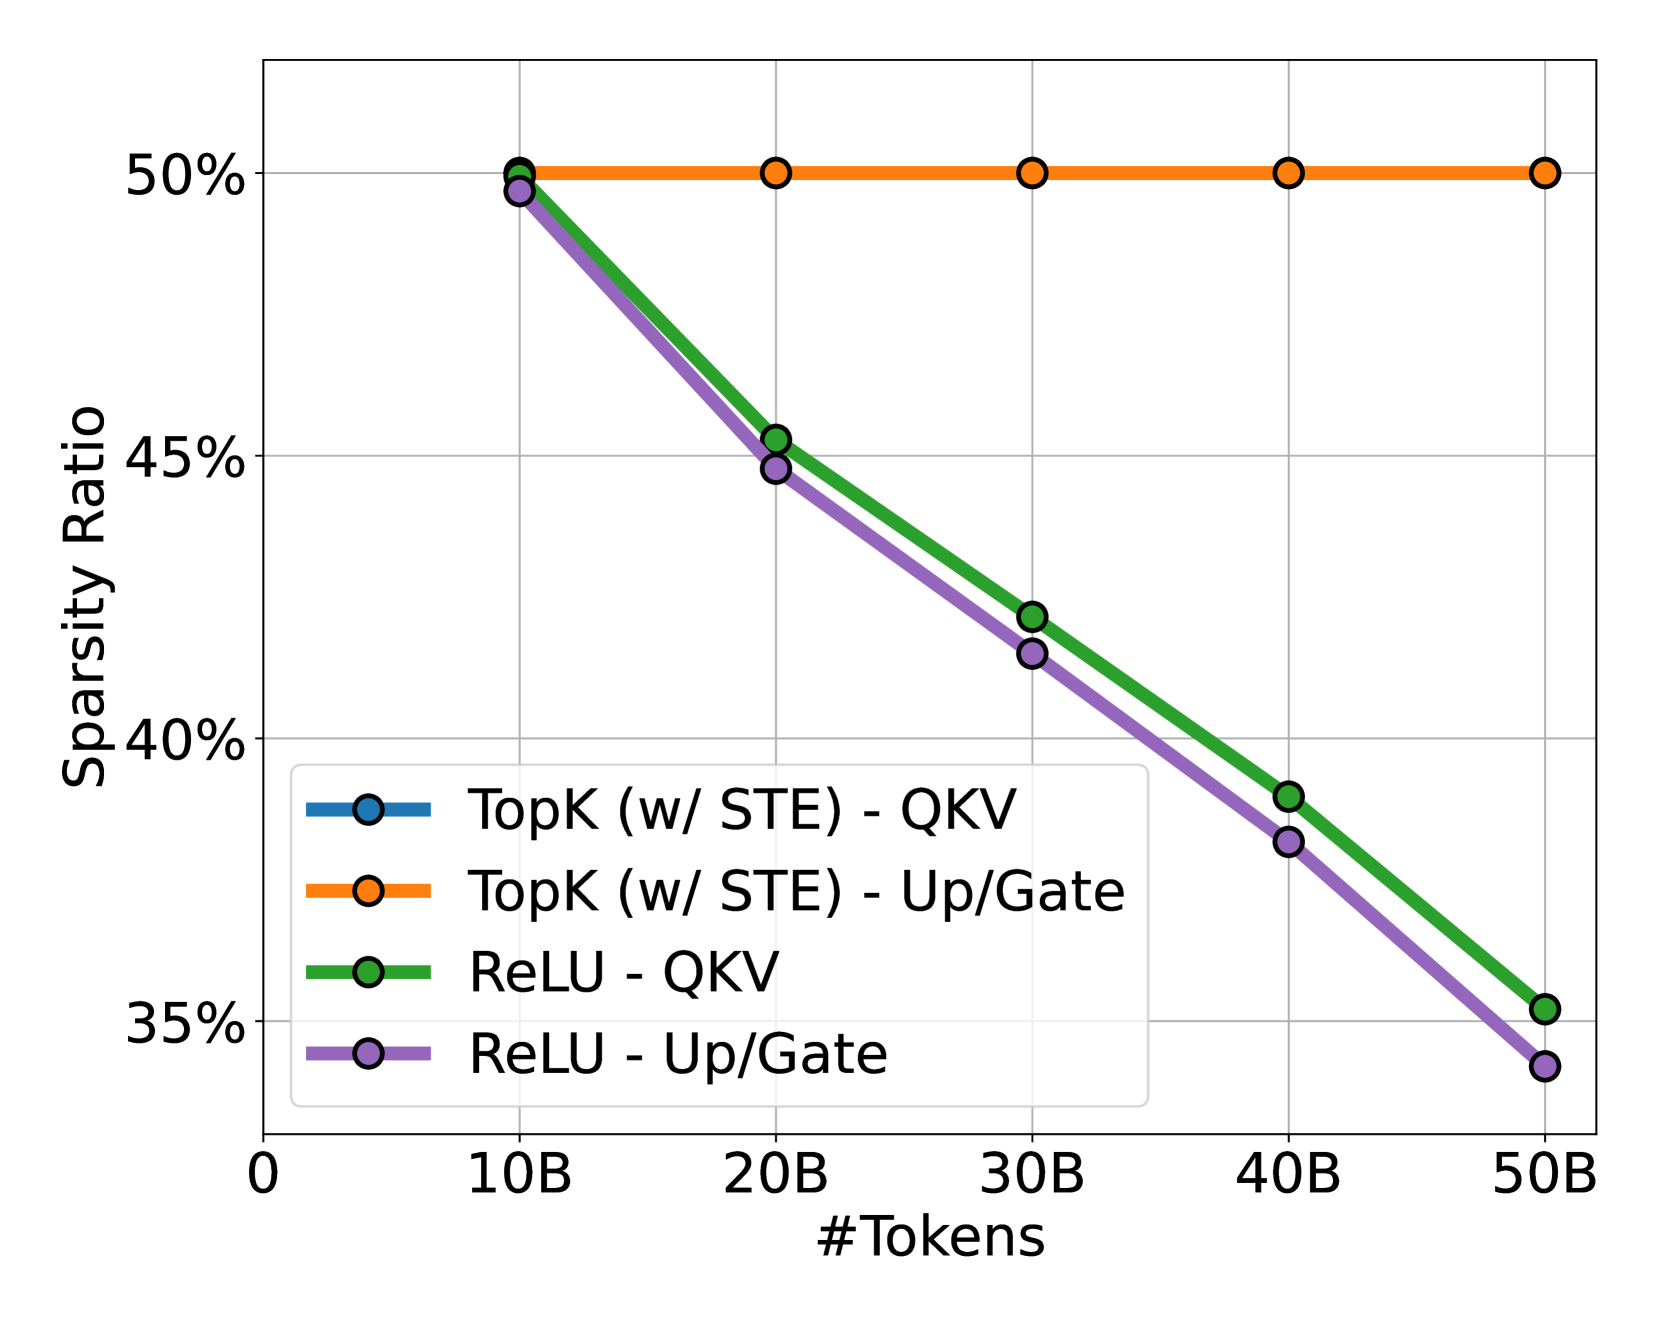 50%
45%
40%
35%
Sparsity Ratio
TopK (w/ STE) - QKV
TopK (w/ STE) - Up/Gate
ReLU - QKV
ReLU - Up/Gate
0 10B 20B 30B 40B 50B
#Tokens